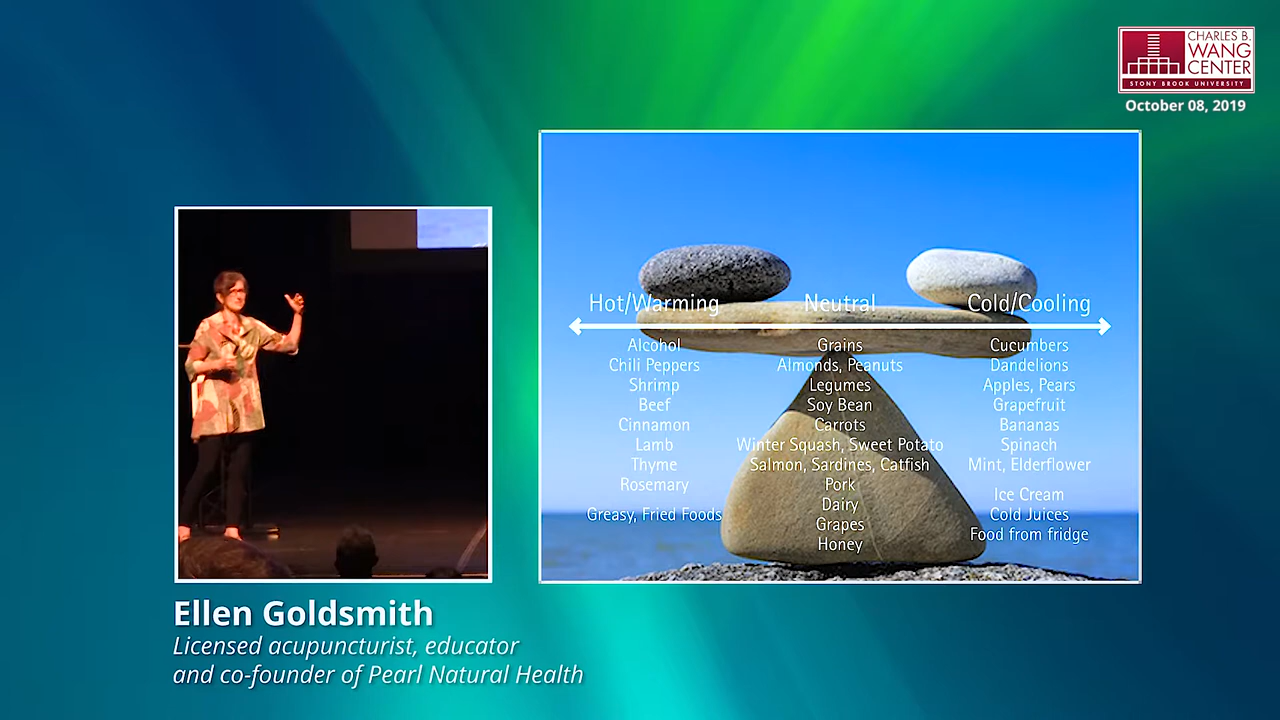 CHARLES B.
WANG
CENTER
STONY BROOK UNIVERSITY
October 08, 2019
Hot/Warming
Alcohol
Chili Peppers
Shrimp
Beef
Cinnamon
Lamb
Thyme
Rosemary
Greasy, Fried Foods
Neutral
Grains
Almonds, Peanuts
Legumes
Soy Bean
Carrots
Winter Squash, Sweet Potato
Salmon, Sardines, Catfish
Pork
Dairy
Grapes
Honey
Cold/Cooling
Cucumbers
Dandelions
Apples, Pears
Grapefruit
Bananas
Spinach
Mint, Elderflower
Ice Cream
Cold Juices
Food from fridge
Ellen Goldsmith
Licensed acupuncturist, educator
and co-founder of Pearl Natural Health